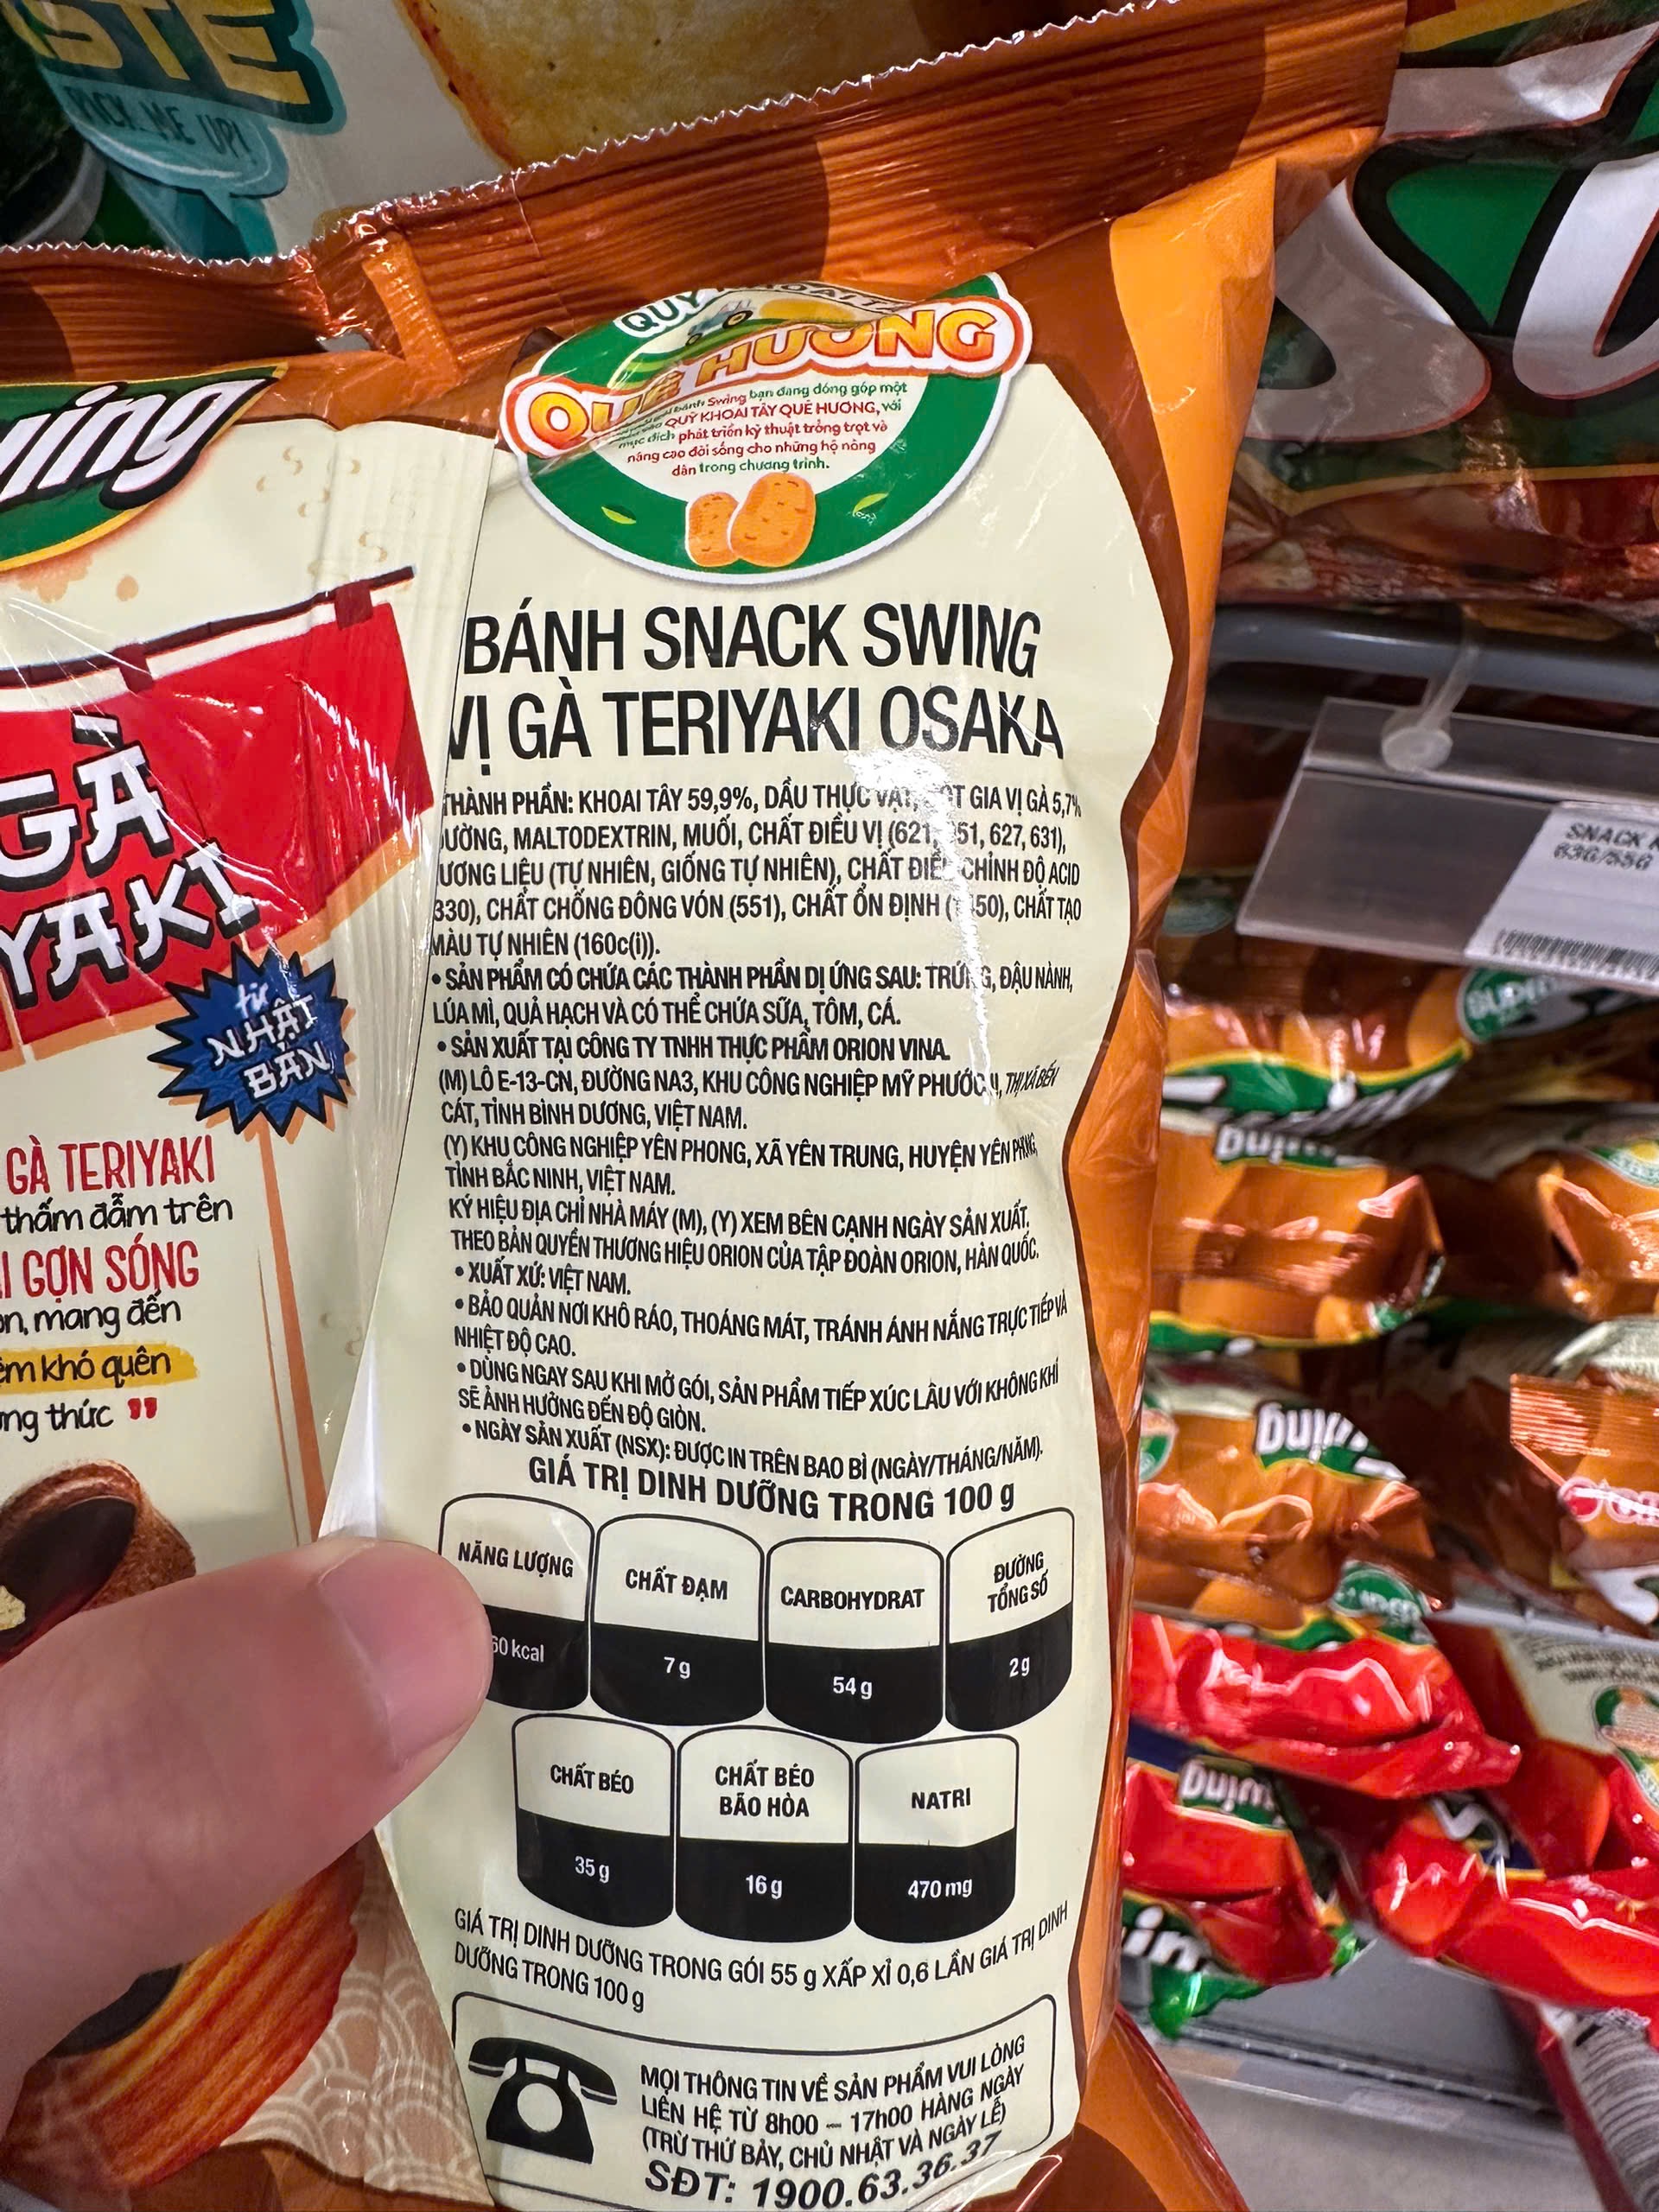 STE
PICK ME UP!
QUÊ HƯƠNG
bánh Swing bạn đang đóng góp một
QUỸ KHOAI TÂY QUÊ HƯƠNG, với
mục đích phát triển kỹ thuật trồng trọt và
nâng cao đời sống cho những hộ nông
dân trong chương trình.
BÁNH SNACK SWING
VỊ GÀ TERIYAKI OSAKA
THÀNH PHẦN: KHOAI TÂY 59,9%, DẦU THỰC VẬT, GIA VỊ GÀ 5,7%
MALTODEXTRIN, MUỐI, CHẤT ĐIỀU VỊ (621, 627, 631),
LIỆU (TỰ NHIÊN, GIỐNG TỰ NHIÊN), CHẤT ĐIỀU CHỈNH ĐỘ ACID
330), CHẤT CHỐNG ĐÔNG VÓN (551), CHẤT ỔN ĐỊNH CHẤT TẠO
MÀU TỰ NHIÊN (160c(i)).
• SẢN PHẨM CÓ CHỨA CÁC THÀNH PHẦN DỊ ỨNG SAU: TRỨNG, ĐẬU NÀNH,
LÚA MÌ, QUẢ HẠCH VÀ CÓ THỂ CHỨA SỮA, TÔM, CÁ.
• SẢN XUẤT TẠI CÔNG TY TNHH THỰC PHẨM ORION VINA.
(M) LÔ E-13-CN, ĐƯỜNG NA3, KHU CÔNG NGHIỆP MỸ PHƯỚC II, THỊ XÃ BẾN
CÁT, TỈNH BÌNH DƯƠNG, VIỆT NAM.
(Y) KHU CÔNG NGHIỆP YÊN PHONG, XÃ YÊN TRUNG, HUYỆN YÊN PHONG,
TỈNH BẮC NINH, VIỆT NAM.
KÝ HIỆU ĐỊA CHỈ NHÀ MÁY (M), (Y) XEM BÊN CẠNH NGÀY SẢN XUẤT.
THEO BẢN QUYỀN THƯƠNG HIỆU ORION CỦA TẬP ĐOÀN ORION, HÀN QUỐC.
• XUẤT XỨ: VIỆT NAM.
• BẢO QUẢN NƠI KHÔ RÁO, THOÁNG MÁT, TRÁNH ÁNH NẮNG TRỰC TIẾP VÀ
NHIỆT ĐỘ CAO.
• DÙNG NGAY SAU KHI MỞ GÓI, SẢN PHẨM TIẾP XÚC LÂU VỚI KHÔNG KHÍ
SẼ ẢNH HƯỞNG ĐẾN ĐỘ GIÒN.
• NGÀY SẢN XUẤT (NSX): ĐƯỢC IN TRÊN BAO BÌ (NGÀY/THÁNG/NĂM).
GIÁ TRỊ DINH DƯỠNG TRONG 100 g
NĂNG LƯỢNG
CHẤT ĐẠM
CARBOHYDRAT
ĐƯỜNG
TỔNG SỐ
60 kcal
7 g
54 g
2 g
CHẤT BÉO
CHẤT BÉO
BÃO HÒA
NATRI
35 g
16 g
470 mg
GIÁ TRỊ DINH DƯỠNG TRONG GÓI 55 g XẤP XỈ 0,6 LẦN GIÁ TRỊ DINH
DƯỠNG TRONG 100 g
MỌI THÔNG TIN VỀ SẢN PHẨM VUI LÒNG
LIÊN HỆ TỪ 8h00 – 17h00 HÀNG NGÀY
(TRỪ THỨ BẢY, CHỦ NHẬT VÀ NGÀY LỄ)
SĐT: 1900.63.36.37
wing
GÀ
YAKI
từ
NHẬT
BẢN
GÀ TERIYAKI
thấm đẫm trên
GỢN SÓNG
mang đến
khó quên
thức "
SNACK
63G/55G